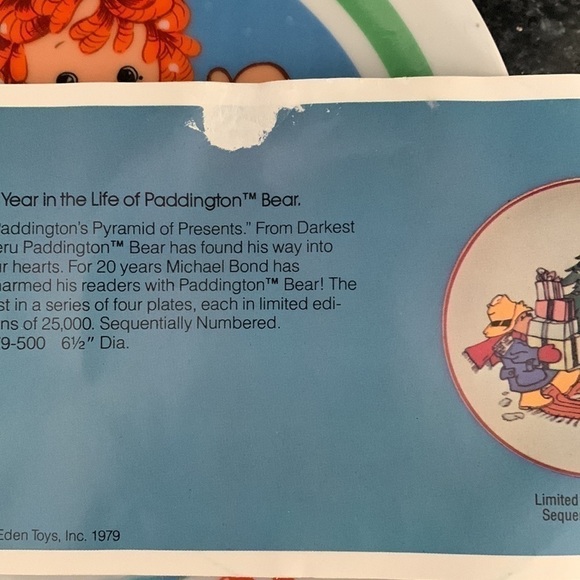 Year in the Life of Paddington™ Bear.
addington's Pyramid of Presents." From Darkest
eru Paddington™ Bear has found his way into
r hearts. For 20 years Michael Bond has
armed his readers with Paddington™ Bear! The
st in a series of four plates, each in limited edi-
ns of 25,000. Sequentially Numbered.
9-500 6½" Dia.
Limited
Seque
Eden Toys, Inc. 1979